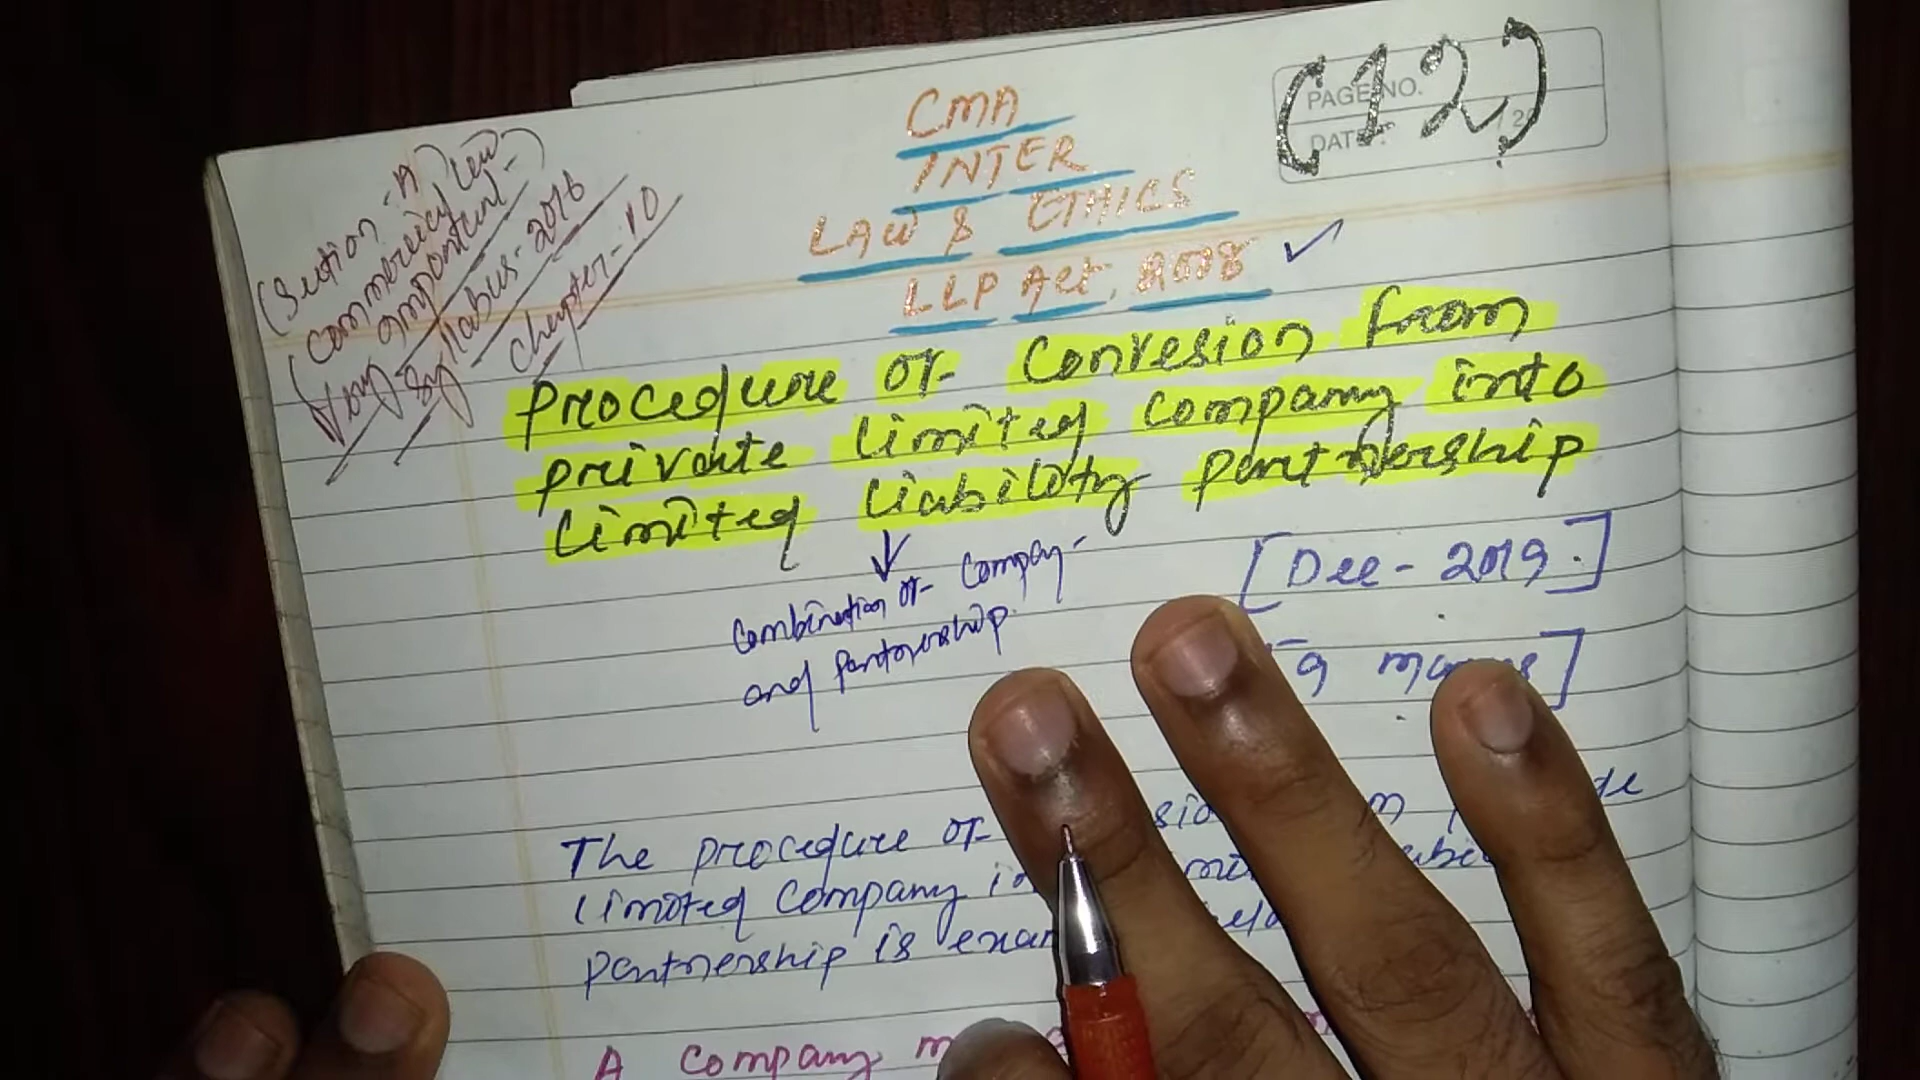 (12)
PAGE NO.
DATE:
CMA
INTER
LAW & ETHICS
LLP Act, 2008 ✓
(Section - A
(commercial Law
Very important-)
Syllabus-2016
Chapter-10
Procedure of Convesion from
private limited company into
limited liability partnership
Combination of Company-
and partnership
[Dec - 2019.]
9
The procedure of
limited Company
partnership is
A company